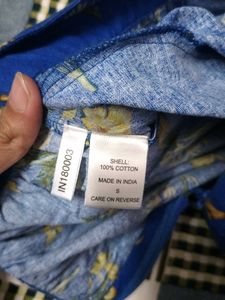 IN180003
SHELL:
100% COTTON
MADE IN INDIA
S
CARE ON REVERSE